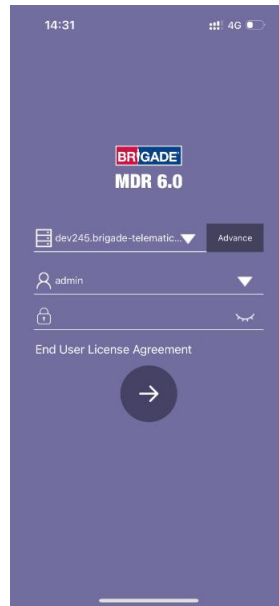 14:31 4G
BRIGADE
MDR 6.0
dev245.brigade-telematic... Advance
admin
End User License Agreement